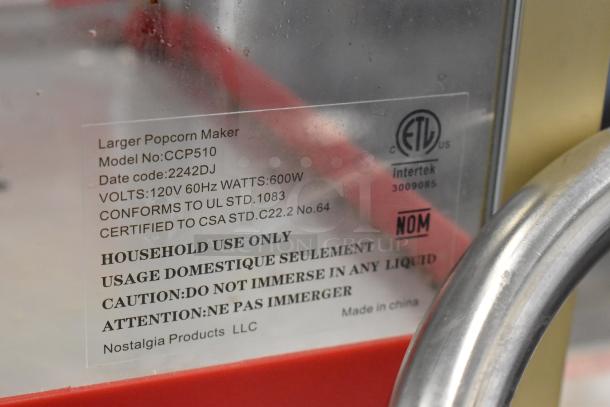 Larger Popcorn Maker
Model No:CCP510
Date code:2242DJ
VOLTS:120V 60Hz WATTS:600W
CONFORMS TO UL STD.1083
CERTIFIED TO CSA STD.C22.2 No.64
HOUSEHOLD USE ONLY
USAGE DOMESTIQUE SEULEMENT
CAUTION:DO NOT IMMERSE IN ANY LIQUID
ATTENTION:NE PAS IMMERGER
Nostalgia Products LLC
Made in china
ETL
C US
Intertek
3009085
NOM